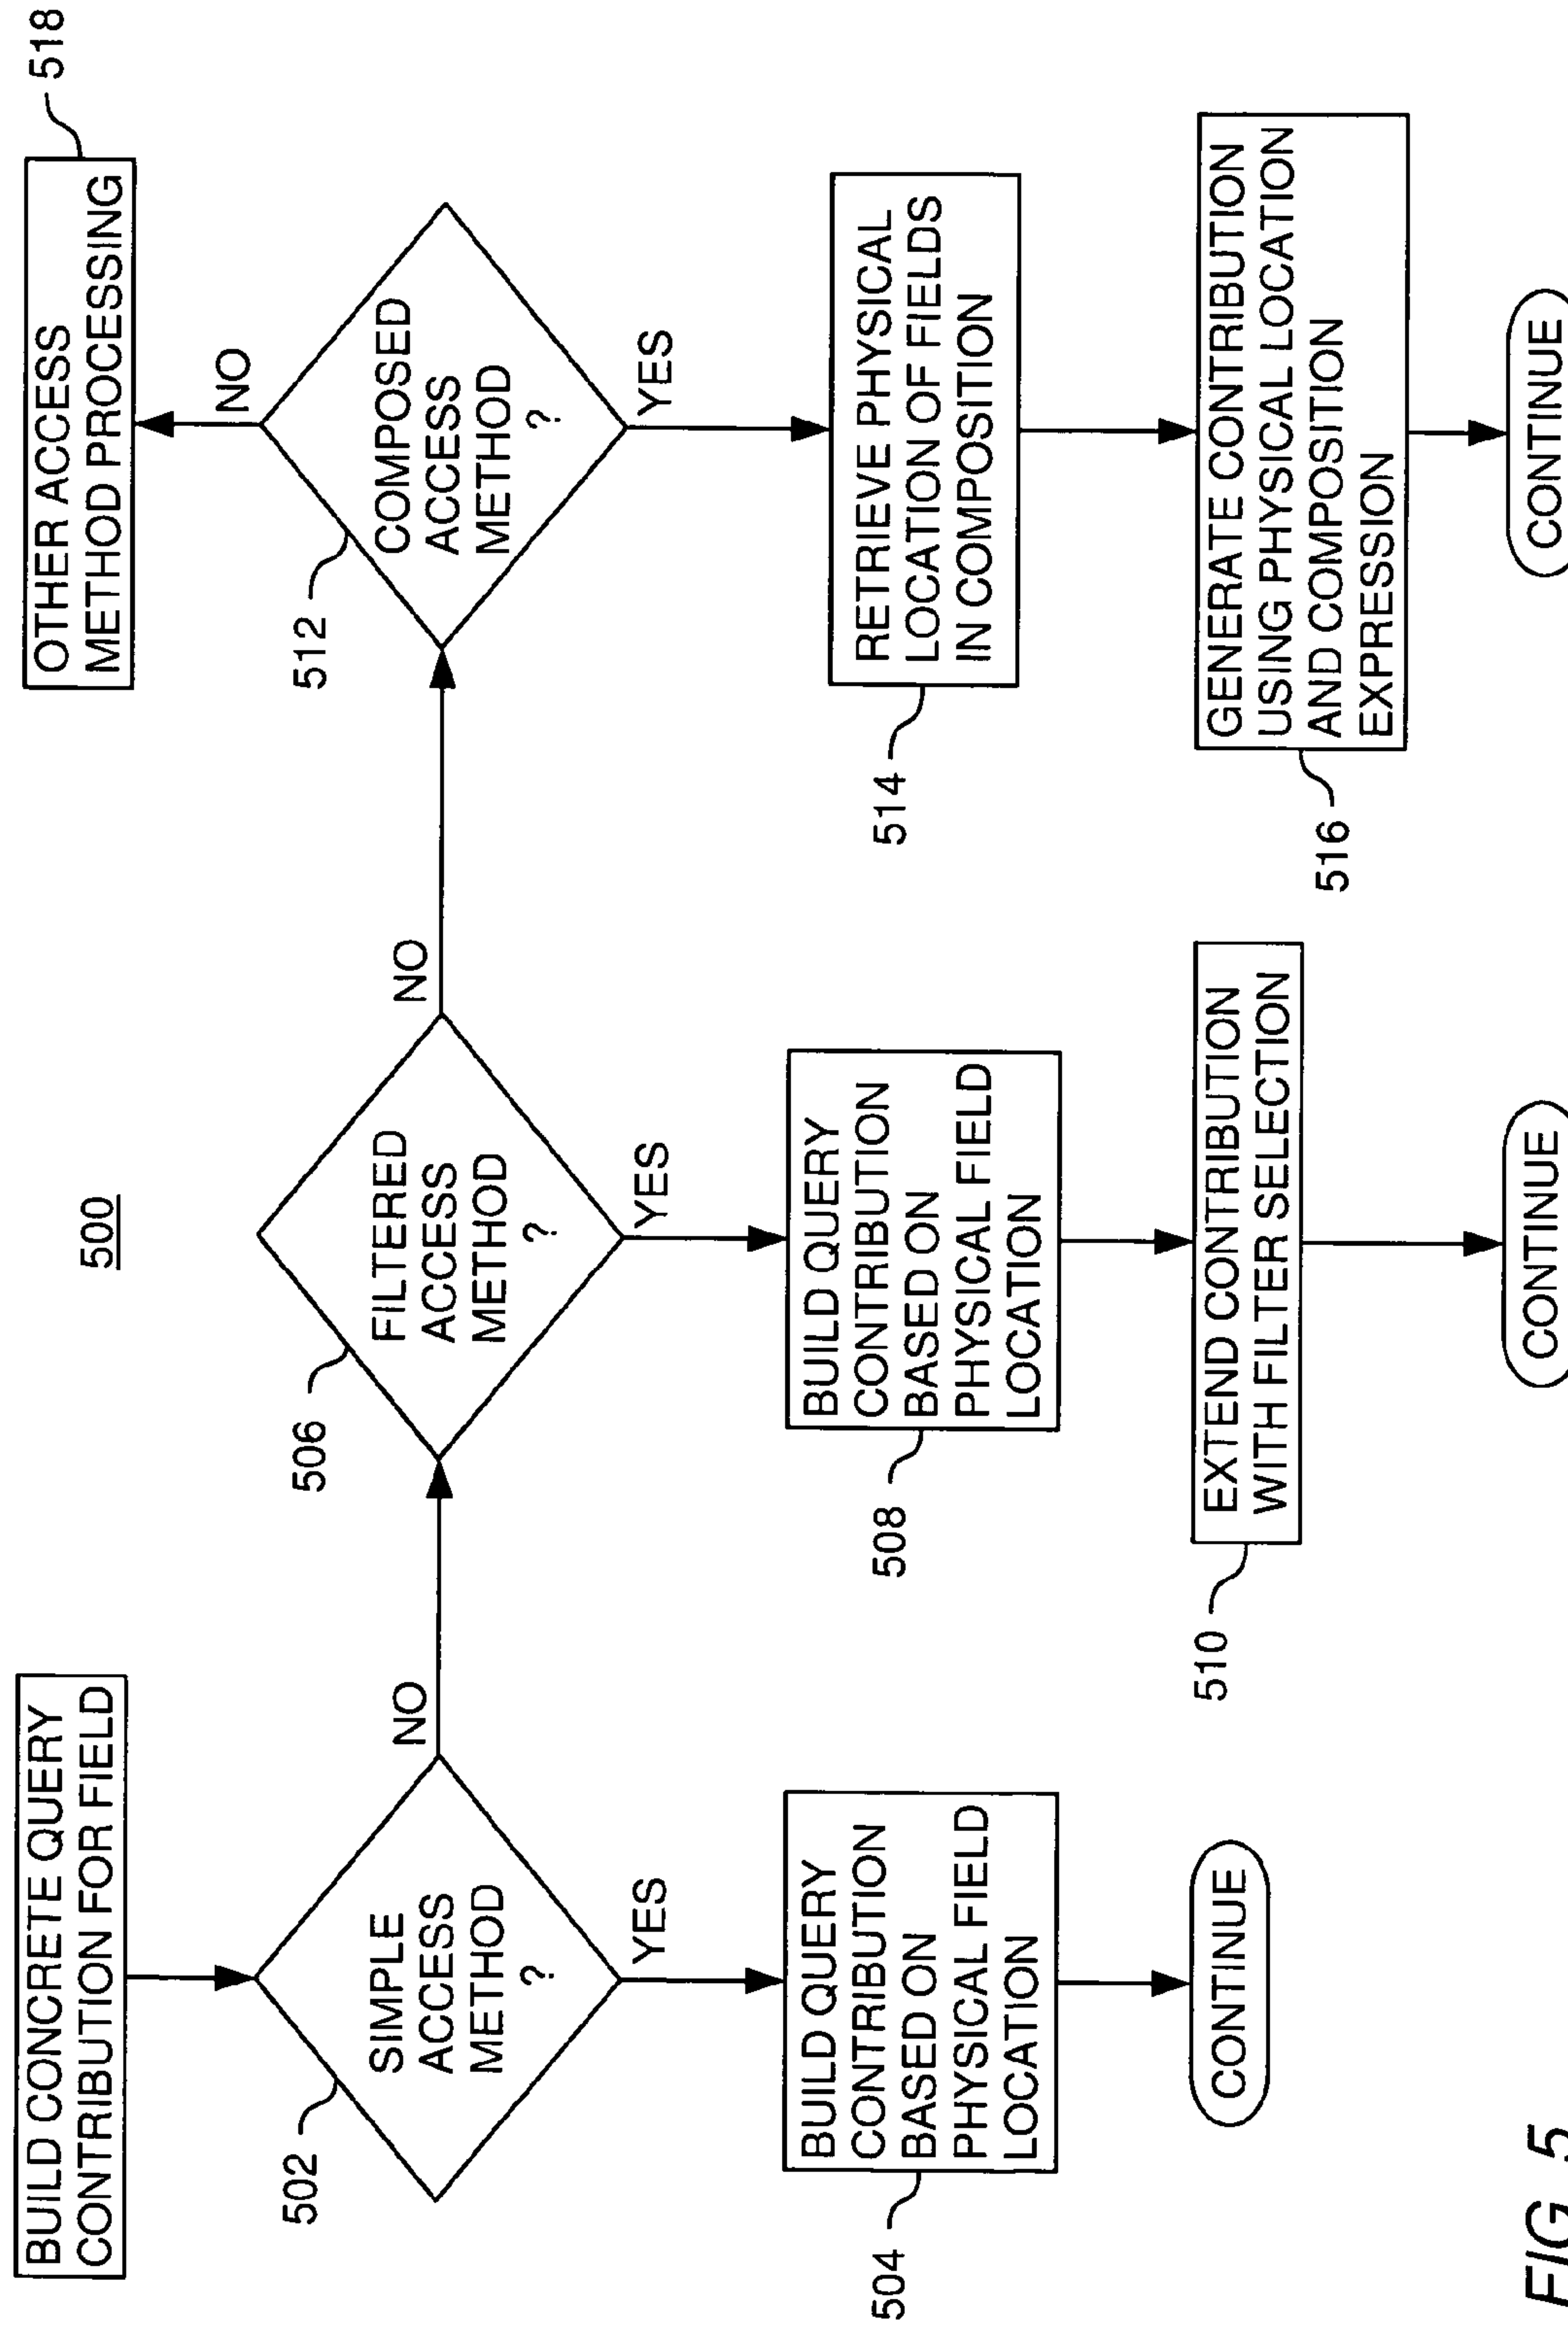 500
BUILD CONCRETE QUERY
CONTRIBUTION FOR FIELD
502
SIMPLE
ACCESS
METHOD
?
NO
YES
504
BUILD QUERY
CONTRIBUTION
BASED ON
PHYSICAL FIELD
LOCATION
CONTINUE
506
FILTERED
ACCESS
METHOD
?
NO
YES
508
BUILD QUERY
CONTRIBUTION
BASED ON
PHYSICAL FIELD
LOCATION
510
EXTEND CONTRIBUTION
WITH FILTER SELECTION
CONTINUE
OTHER ACCESS
METHOD PROCESSING
518
NO
512
COMPOSED
ACCESS
METHOD
?
YES
514
RETRIEVE PHYSICAL
LOCATION OF FIELDS
IN COMPOSITION
516
GENERATE CONTRIBUTION
USING PHYSICAL LOCATION
AND COMPOSITION
EXPRESSION
CONTINUE
FIG. 5